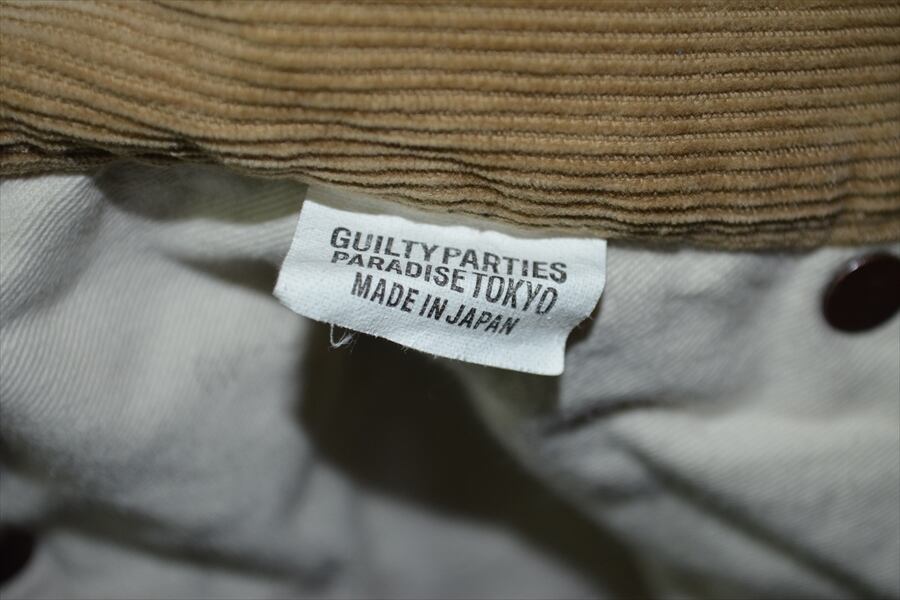 GUILTY PARTIES
PARADISE TOKYO
MADE IN JAPAN